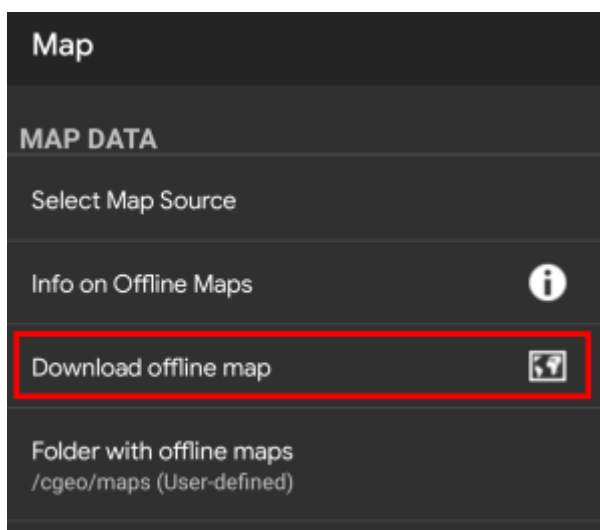 Map
MAP DATA
Select Map Source
Info on Offline Maps
Download offline map
Folder with offline maps
/cgeo/maps (User-defined)